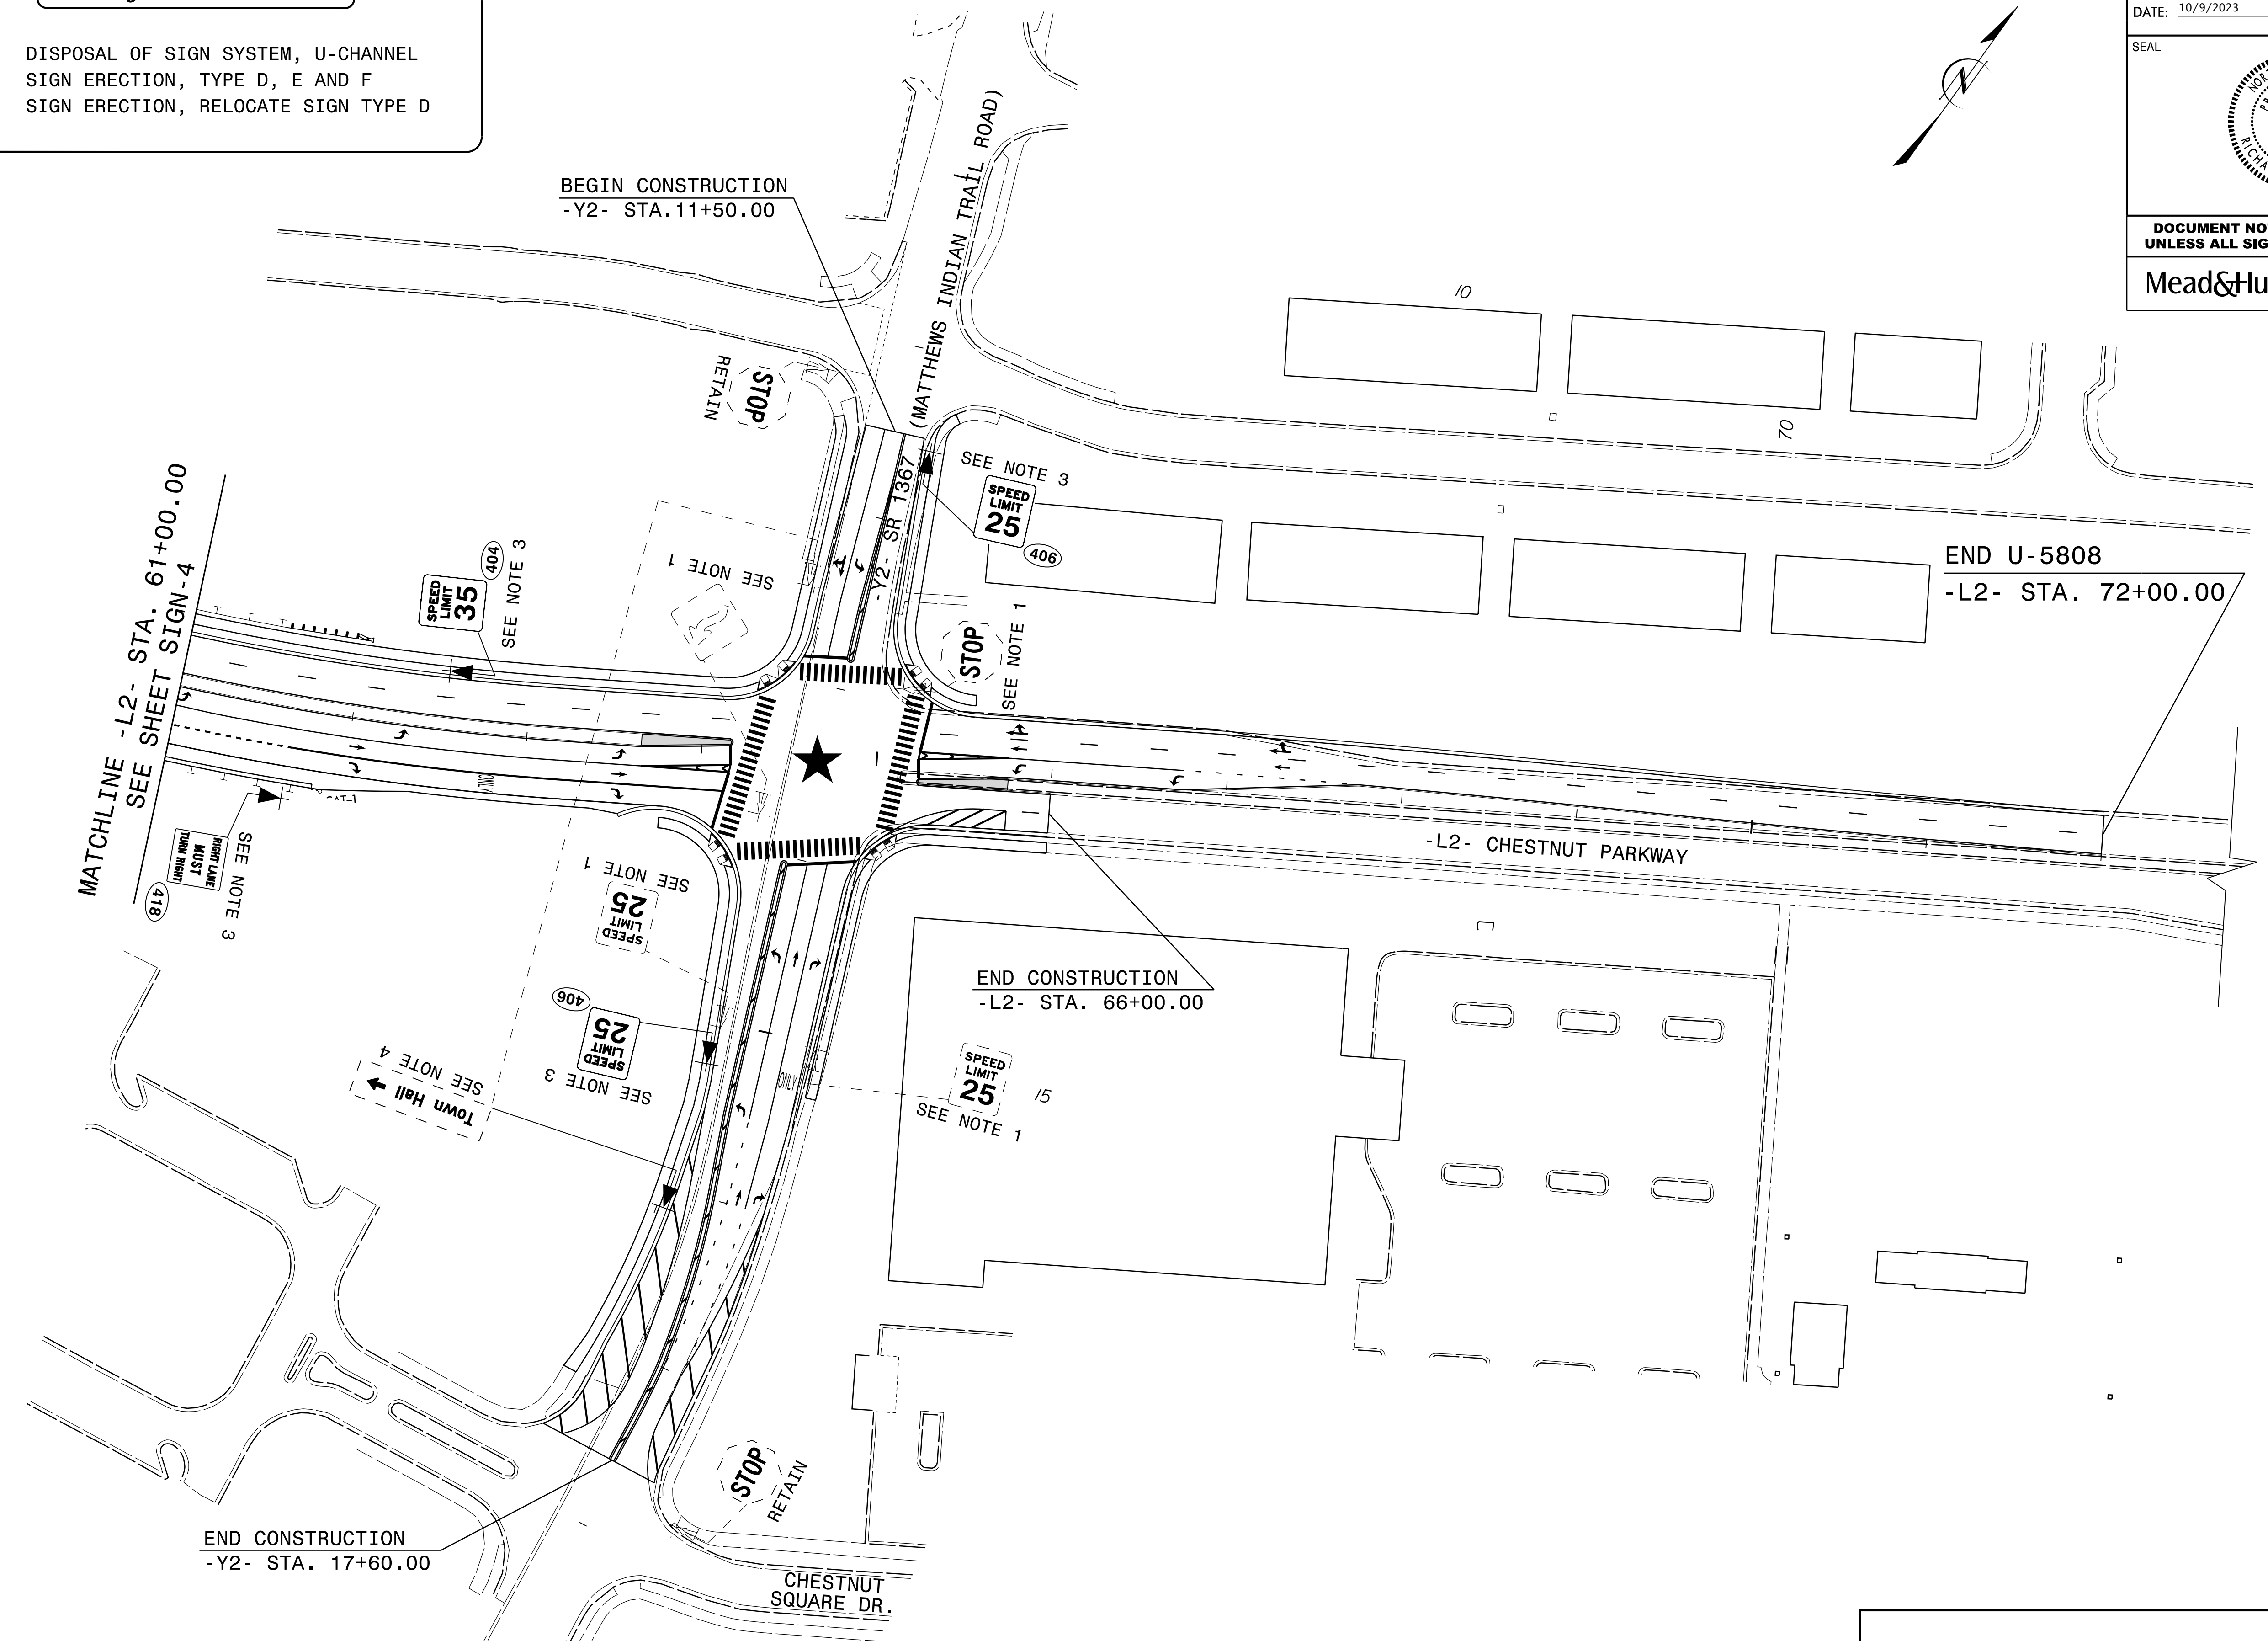 DISPOSAL OF SIGN SYSTEM, U-CHANNEL
SIGN ERECTION, TYPE D, E AND F
SIGN ERECTION, RELOCATE SIGN TYPE D
DATE: 10/9/2023
SEAL
DOCUMENT NO
UNLESS ALL SIG
Mead&Hu
N
BEGIN CONSTRUCTION
-Y2- STA.11+50.00
(MATTHEWS INDIAN TRAIL ROAD)
-Y2- SR 1367
STOP
RETAIN
SEE NOTE 3
SPEED
LIMIT
25
406
10
70
END U-5808
-L2- STA. 72+00.00
MATCHLINE -L2- STA. 61+00.00
SEE SHEET SIGN-4
SPEED
LIMIT
35
404
SEE NOTE 3
SEE NOTE 1
STOP
SEE NOTE 1
ONLY
RIGHT LANE
MUST
TURN RIGHT
418
SEE NOTE 3
-L2- CHESTNUT PARKWAY
SEE NOTE 1
SPEED
LIMIT
25
END CONSTRUCTION
-L2- STA. 66+00.00
406
SPEED
LIMIT
25
SEE NOTE 3
ONLY
SEE NOTE 4
Town Hall
SPEED
LIMIT
25
SEE NOTE 1
15
STOP
RETAIN
END CONSTRUCTION
-Y2- STA. 17+60.00
CHESTNUT
SQUARE DR.